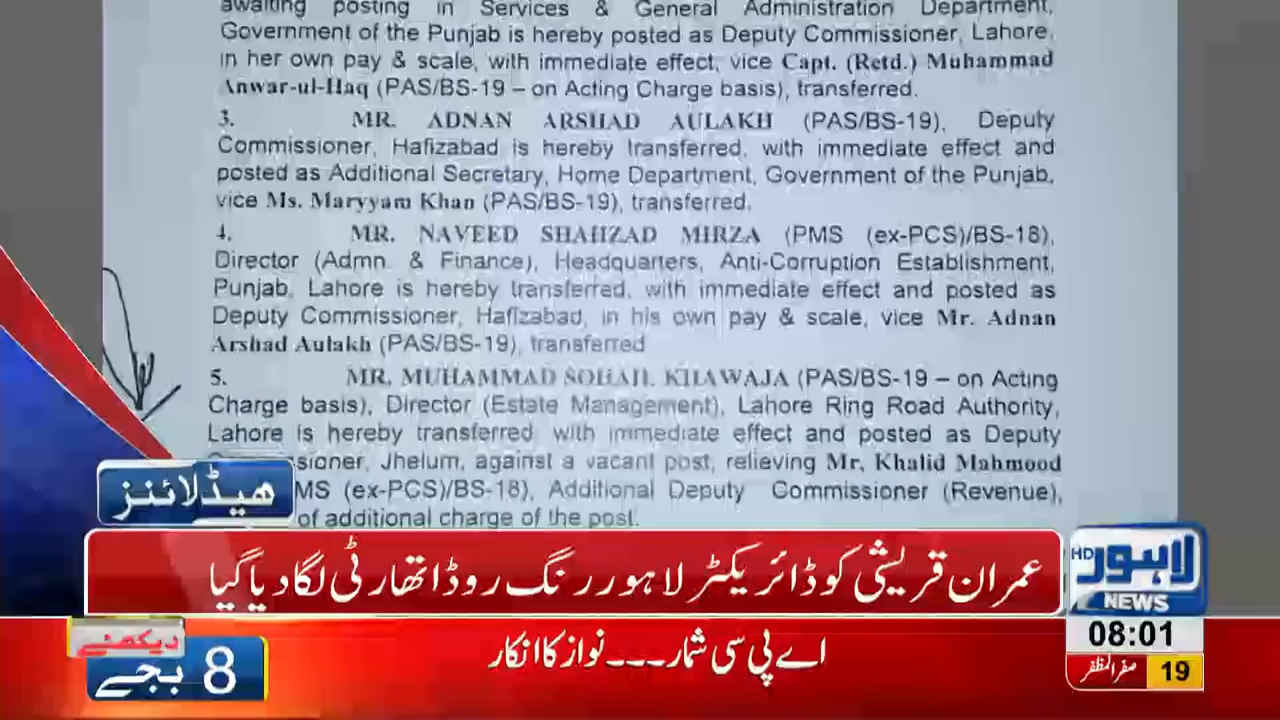 awaiting posting in Services & General Administration Department,
Government of the Punjab is hereby posted as Deputy Commissioner, Lahore,
in her own pay & scale, with immediate effect, vice Capt. (Retd.) Muhammad
Anwar-ul-Haq (PAS/BS-19 – on Acting Charge basis), transferred.
3. MR. ADNAN ARSHAD AULAKH (PAS/BS-19), Deputy
Commissioner, Hafizabad is hereby transferred, with immediate effect and
posted as Additional Secretary, Home Department, Government of the Punjab,
vice Ms. Maryyam Khan (PAS/BS-19), transferred.
4. MR. NAVEED SHAHZAD MIRZA (PMS (ex-PCS)/BS-18),
Director (Admn. & Finance), Headquarters, Anti-Corruption Establishment,
Punjab, Lahore is hereby transferred, with immediate effect and posted as
Deputy Commissioner, Hafizabad, in his own pay & scale, vice Mr. Adnan
Arshad Aulakh (PAS/BS-19), transferred
5. MR. MUHAMMAD SOHAIL KHAWAJA (PAS/BS-19 – on Acting
Charge basis), Director (Estate Management), Lahore Ring Road Authority,
Lahore is hereby transferred, with immediate effect and posted as Deputy
sioner, Jhelum, against a vacant post, relieving Mr. Khalid Mahmood
MS (ex-PCS)/BS-18), Additional Deputy Commissioner (Revenue),
of additional charge of the post.
ہیڈلائنز
عمران قریشی کو ڈائریکٹر لاہور رنگ روڈ اتھارٹی لگا دیا گیا
لاہور HD
NEWS
08:01
19 صفر المظفر
دیکھئے
8 بجے
اے پی سی شمار ۔۔۔ نواز کا انکار